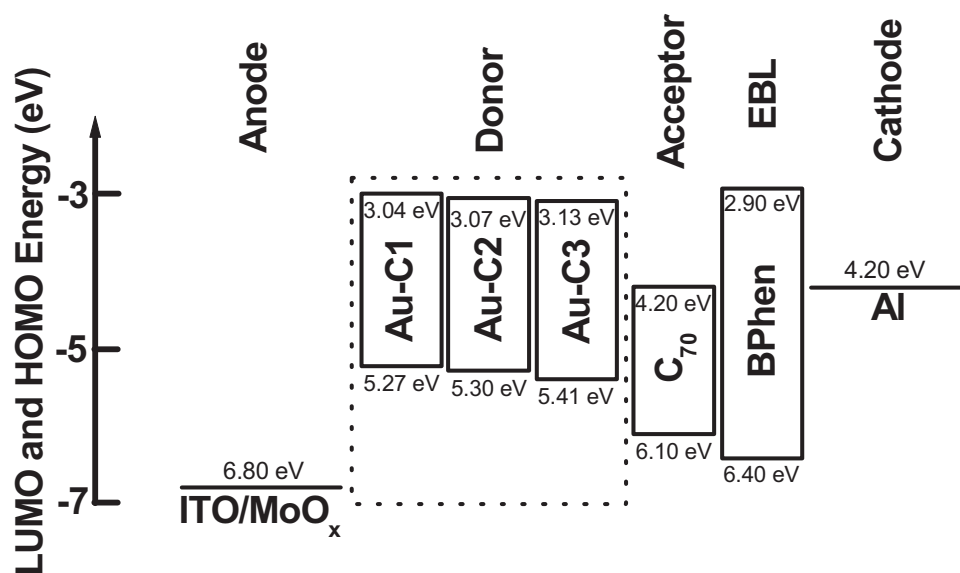 LUMO and HOMO Energy (eV)
-3
-5
-7
Anode
Donor
Acceptor
EBL
Cathode
3.04 eV
Au-C1
5.27 eV
3.07 eV
Au-C2
5.30 eV
3.13 eV
Au-C3
5.41 eV
4.20 eV
C₇₀
6.10 eV
2.90 eV
BPhen
6.40 eV
4.20 eV
Al
6.80 eV
ITO/MoOₓ